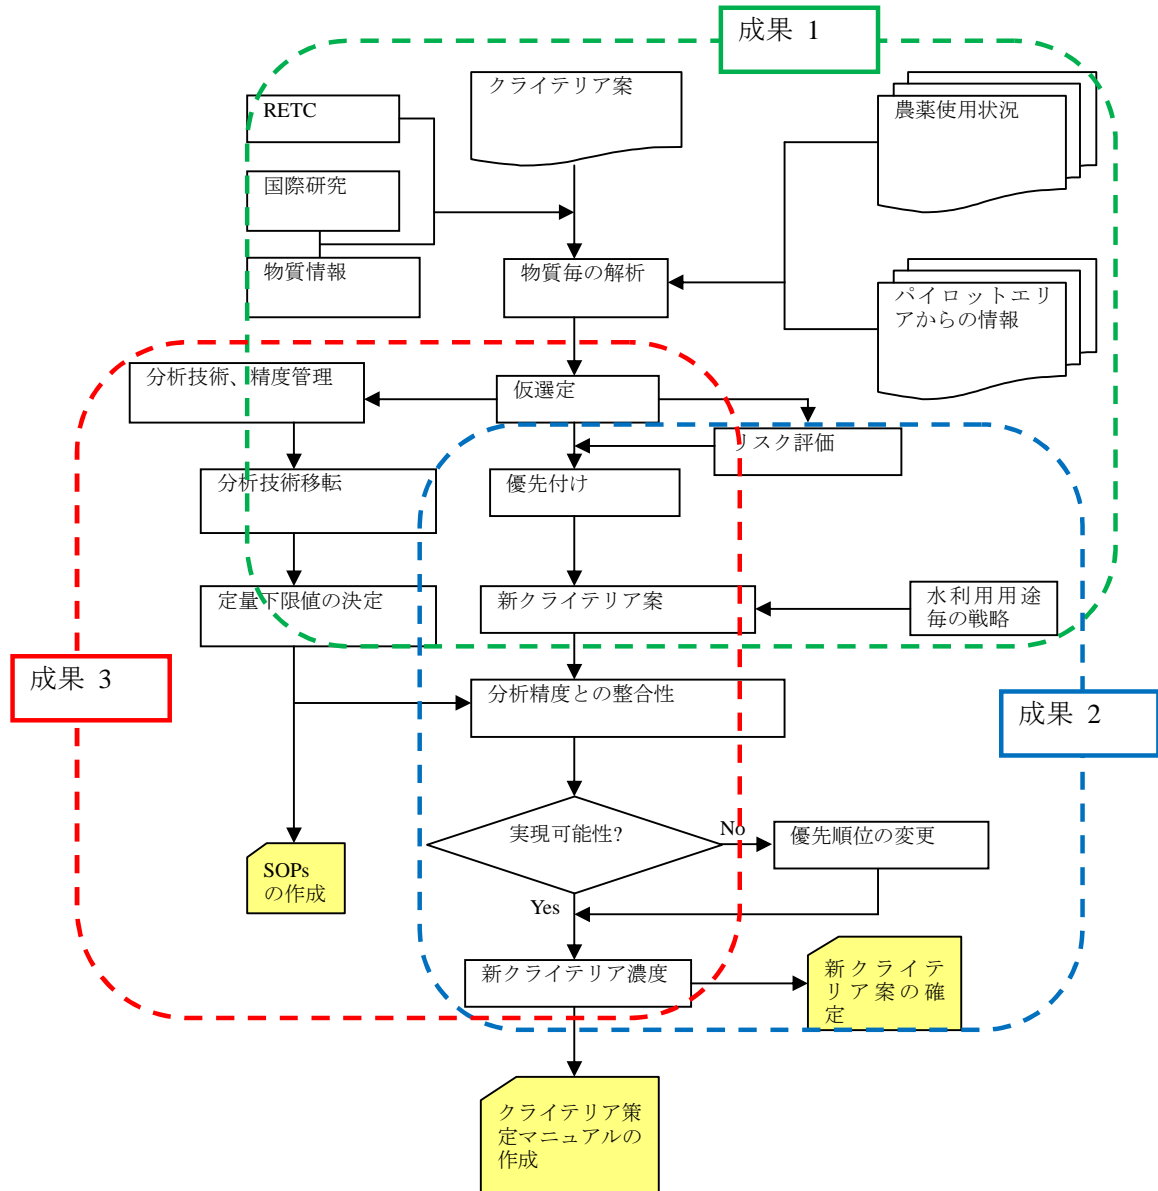 成果 1
クライテリア案
RETC
農薬使用状況
国際研究
物質情報
物質毎の解析
パイロットエリ
アからの情報
分析技術、精度管理
仮選定
リスク評価
分析技術移転
優先付け
定量下限値の決定
新クライテリア案
水利用用途
毎の戦略
成果 3
分析精度との整合性
成果 2
実現可能性?
No
優先順位の変更
SOPs
の作成
Yes
新クライテリア濃度
新クライテ
リア案の確
定
クライテリア策
定マニュアルの
作成